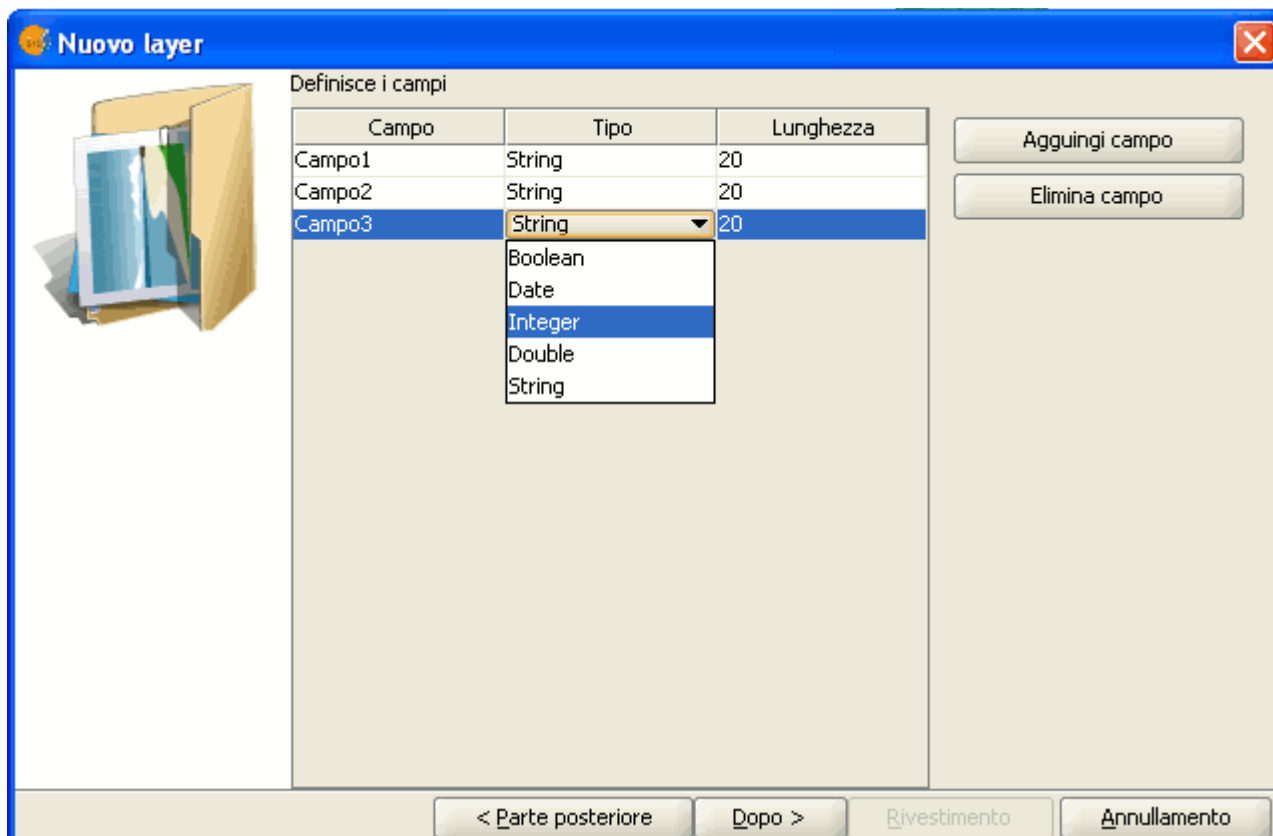 Nuovo layer
Definisce i campi
Campo Tipo Lunghezza
Campo1 String 20
Campo2 String 20
Campo3 String 20
Boolean
Date
Integer
Double
String
Agguingi campo
Elimina campo
< Parte posteriore Dopo > Rivestimento Annullamento